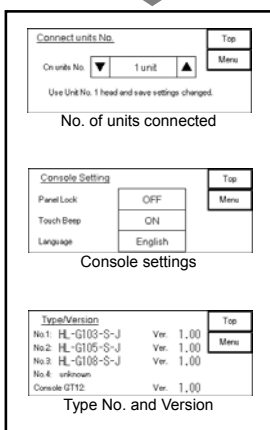 Connect units No.
Top
Menu
Cn units No. ▼ 1 unit ▲
Use Unit No. 1 head and save settings changed.
No. of units connected
Console Setting
Top
Menu
Panel Lock OFF
Touch Beep ON
Language English
Console settings
Type/Version
Top
Menu
No.1: HL-G103-S-J Ver. 1.00
No.2: HL-G105-S-J Ver. 1.00
No.3: HL-G108-S-J Ver. 1.00
No.4: unknown
Console GT12: Ver. 1.00
Type No. and Version